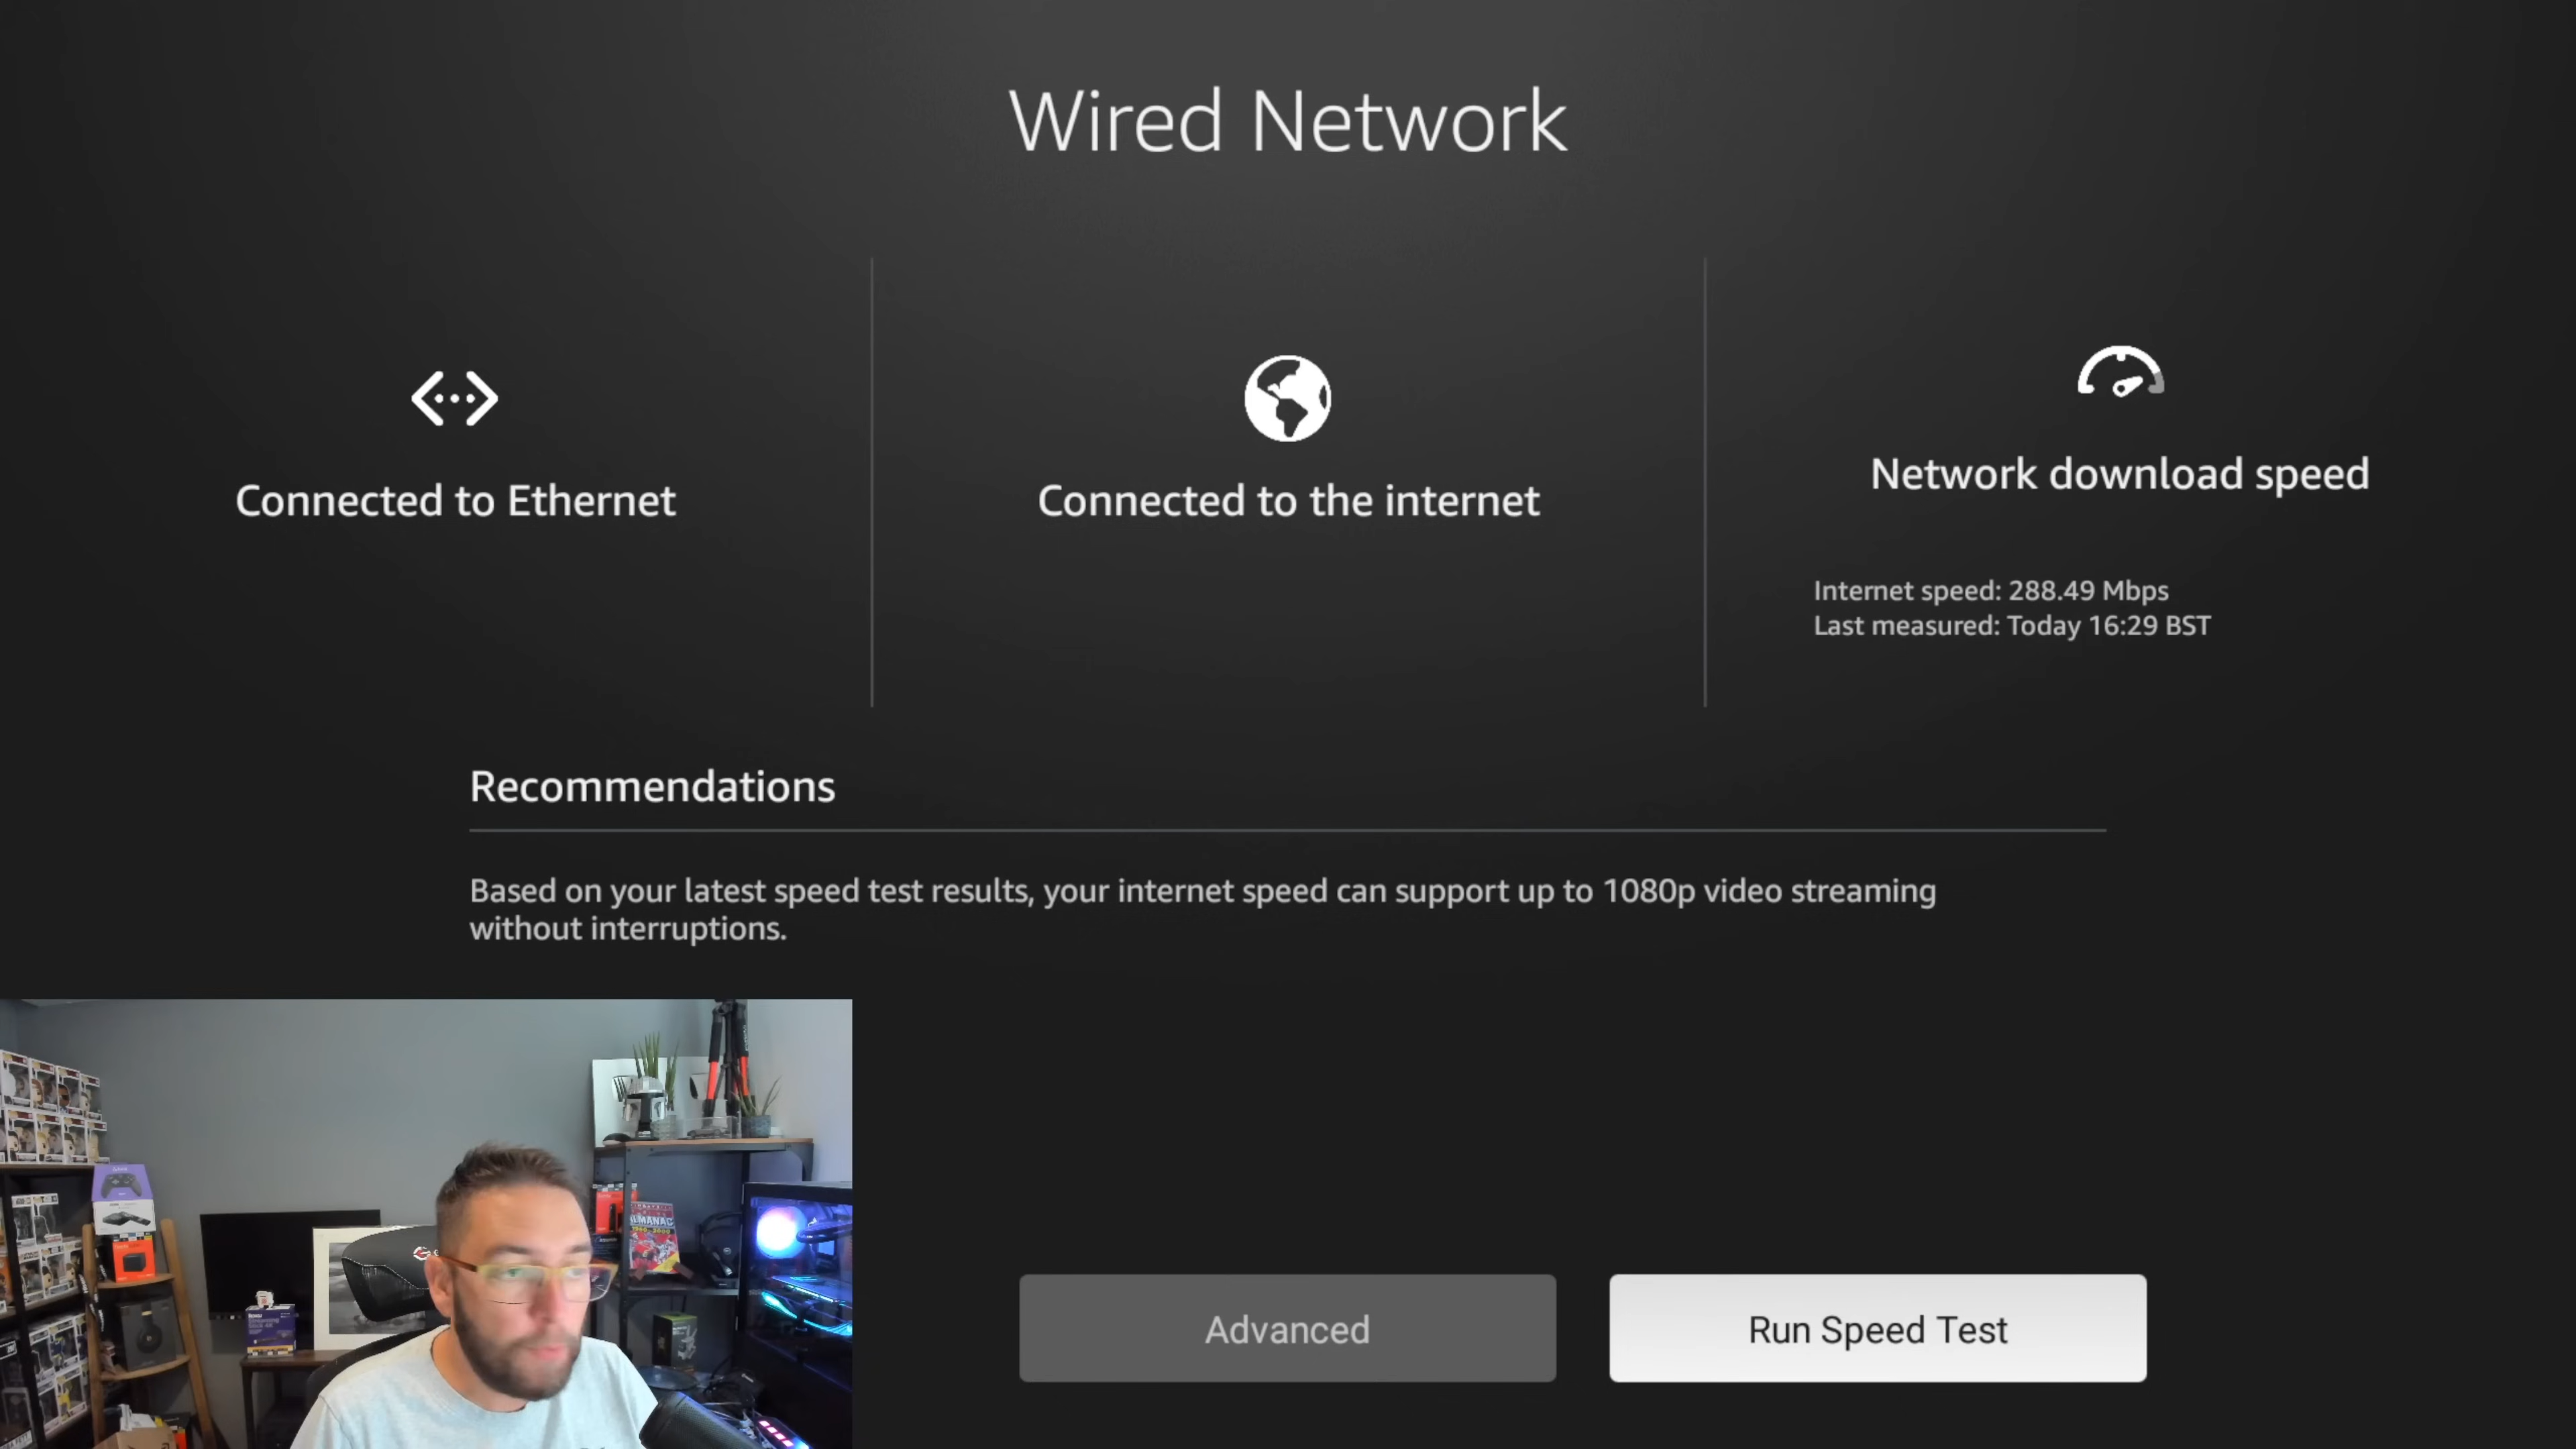 Wired Network
Connected to Ethernet
Connected to the internet
Network download speed
Internet speed: 288.49 Mbps
Last measured: Today 16:29 BST
Recommendations
Based on your latest speed test results, your internet speed can support up to 1080p video streaming
without interruptions.
ALMANAC
Advanced
Run Speed Test